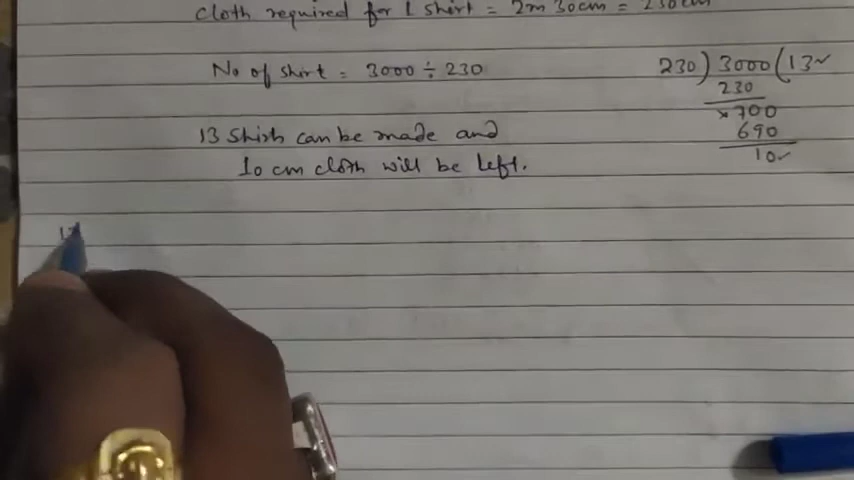 cloth required for 1 shirt = 2m 30cm = 230cm
No of shirt = 3000 ÷ 230
230) 3000 (13✓
230
×700
690
10✓
13 Shirts can be made and
10 cm cloth will be left.